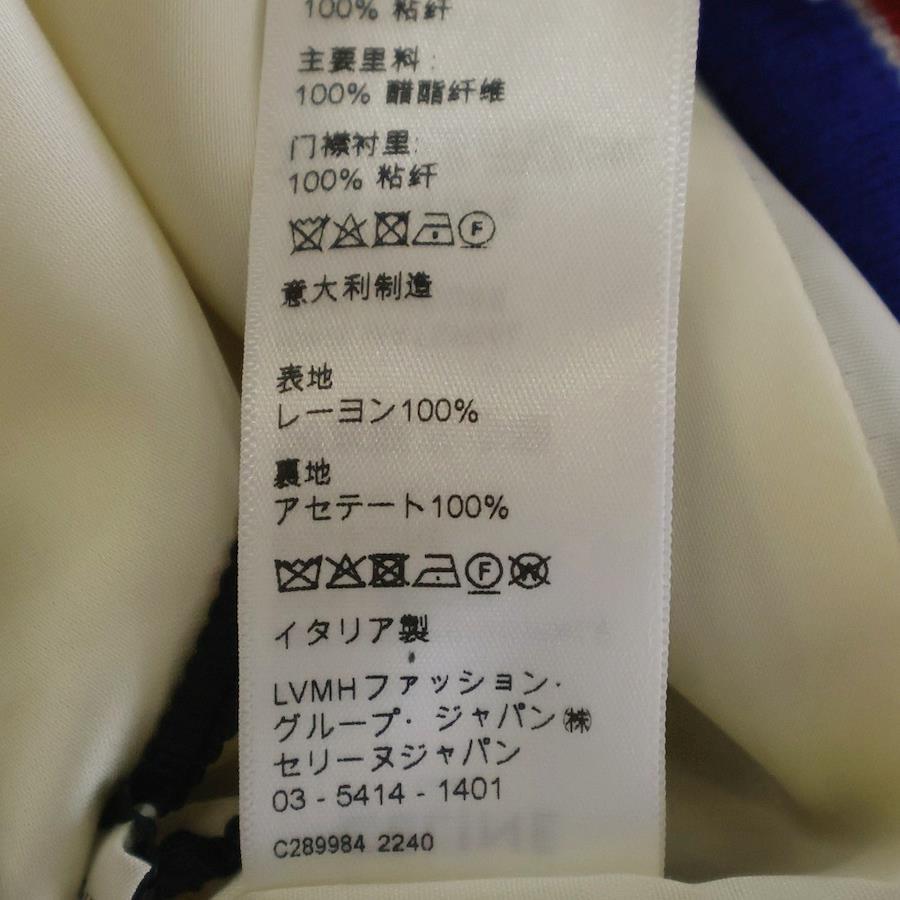 100% 粘纤
主要里料:
100% 醋酯纤维
门襟衬里:
100% 粘纤
F
意大利制造
表地
レーヨン100%
裏地
アセテート100%
F W
イタリア製
LVMHファッション・
グループ・ジャパン㈱
セリーヌジャパン
03 - 5414 - 1401
C289984 2240